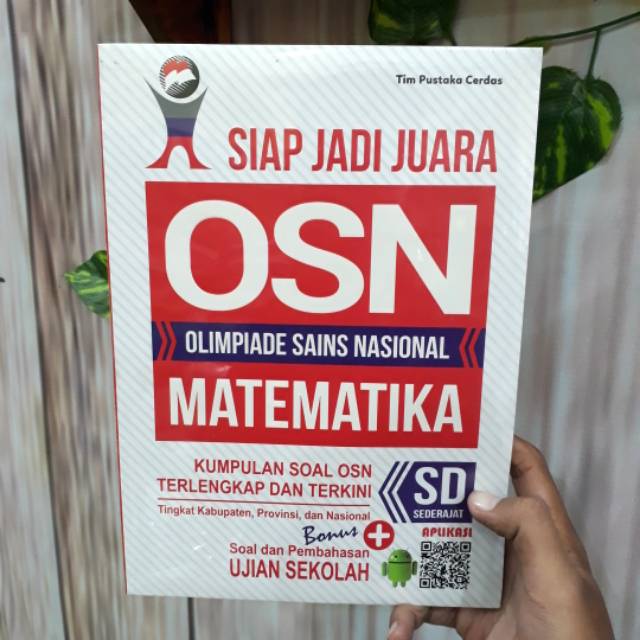 Tim Pustaka Cerdas
SIAP JADI JUARA
OSN
OLIMPIADE SAINS NASIONAL
MATEMATIKA
KUMPULAN SOAL OSN
TERLENGKAP DAN TERKINI
Tingkat Kabupaten, Provinsi, dan Nasional
SD
SEDERAJAT
Bonus +
Soal dan Pembahasan
UJIAN SEKOLAH
APLIKASI